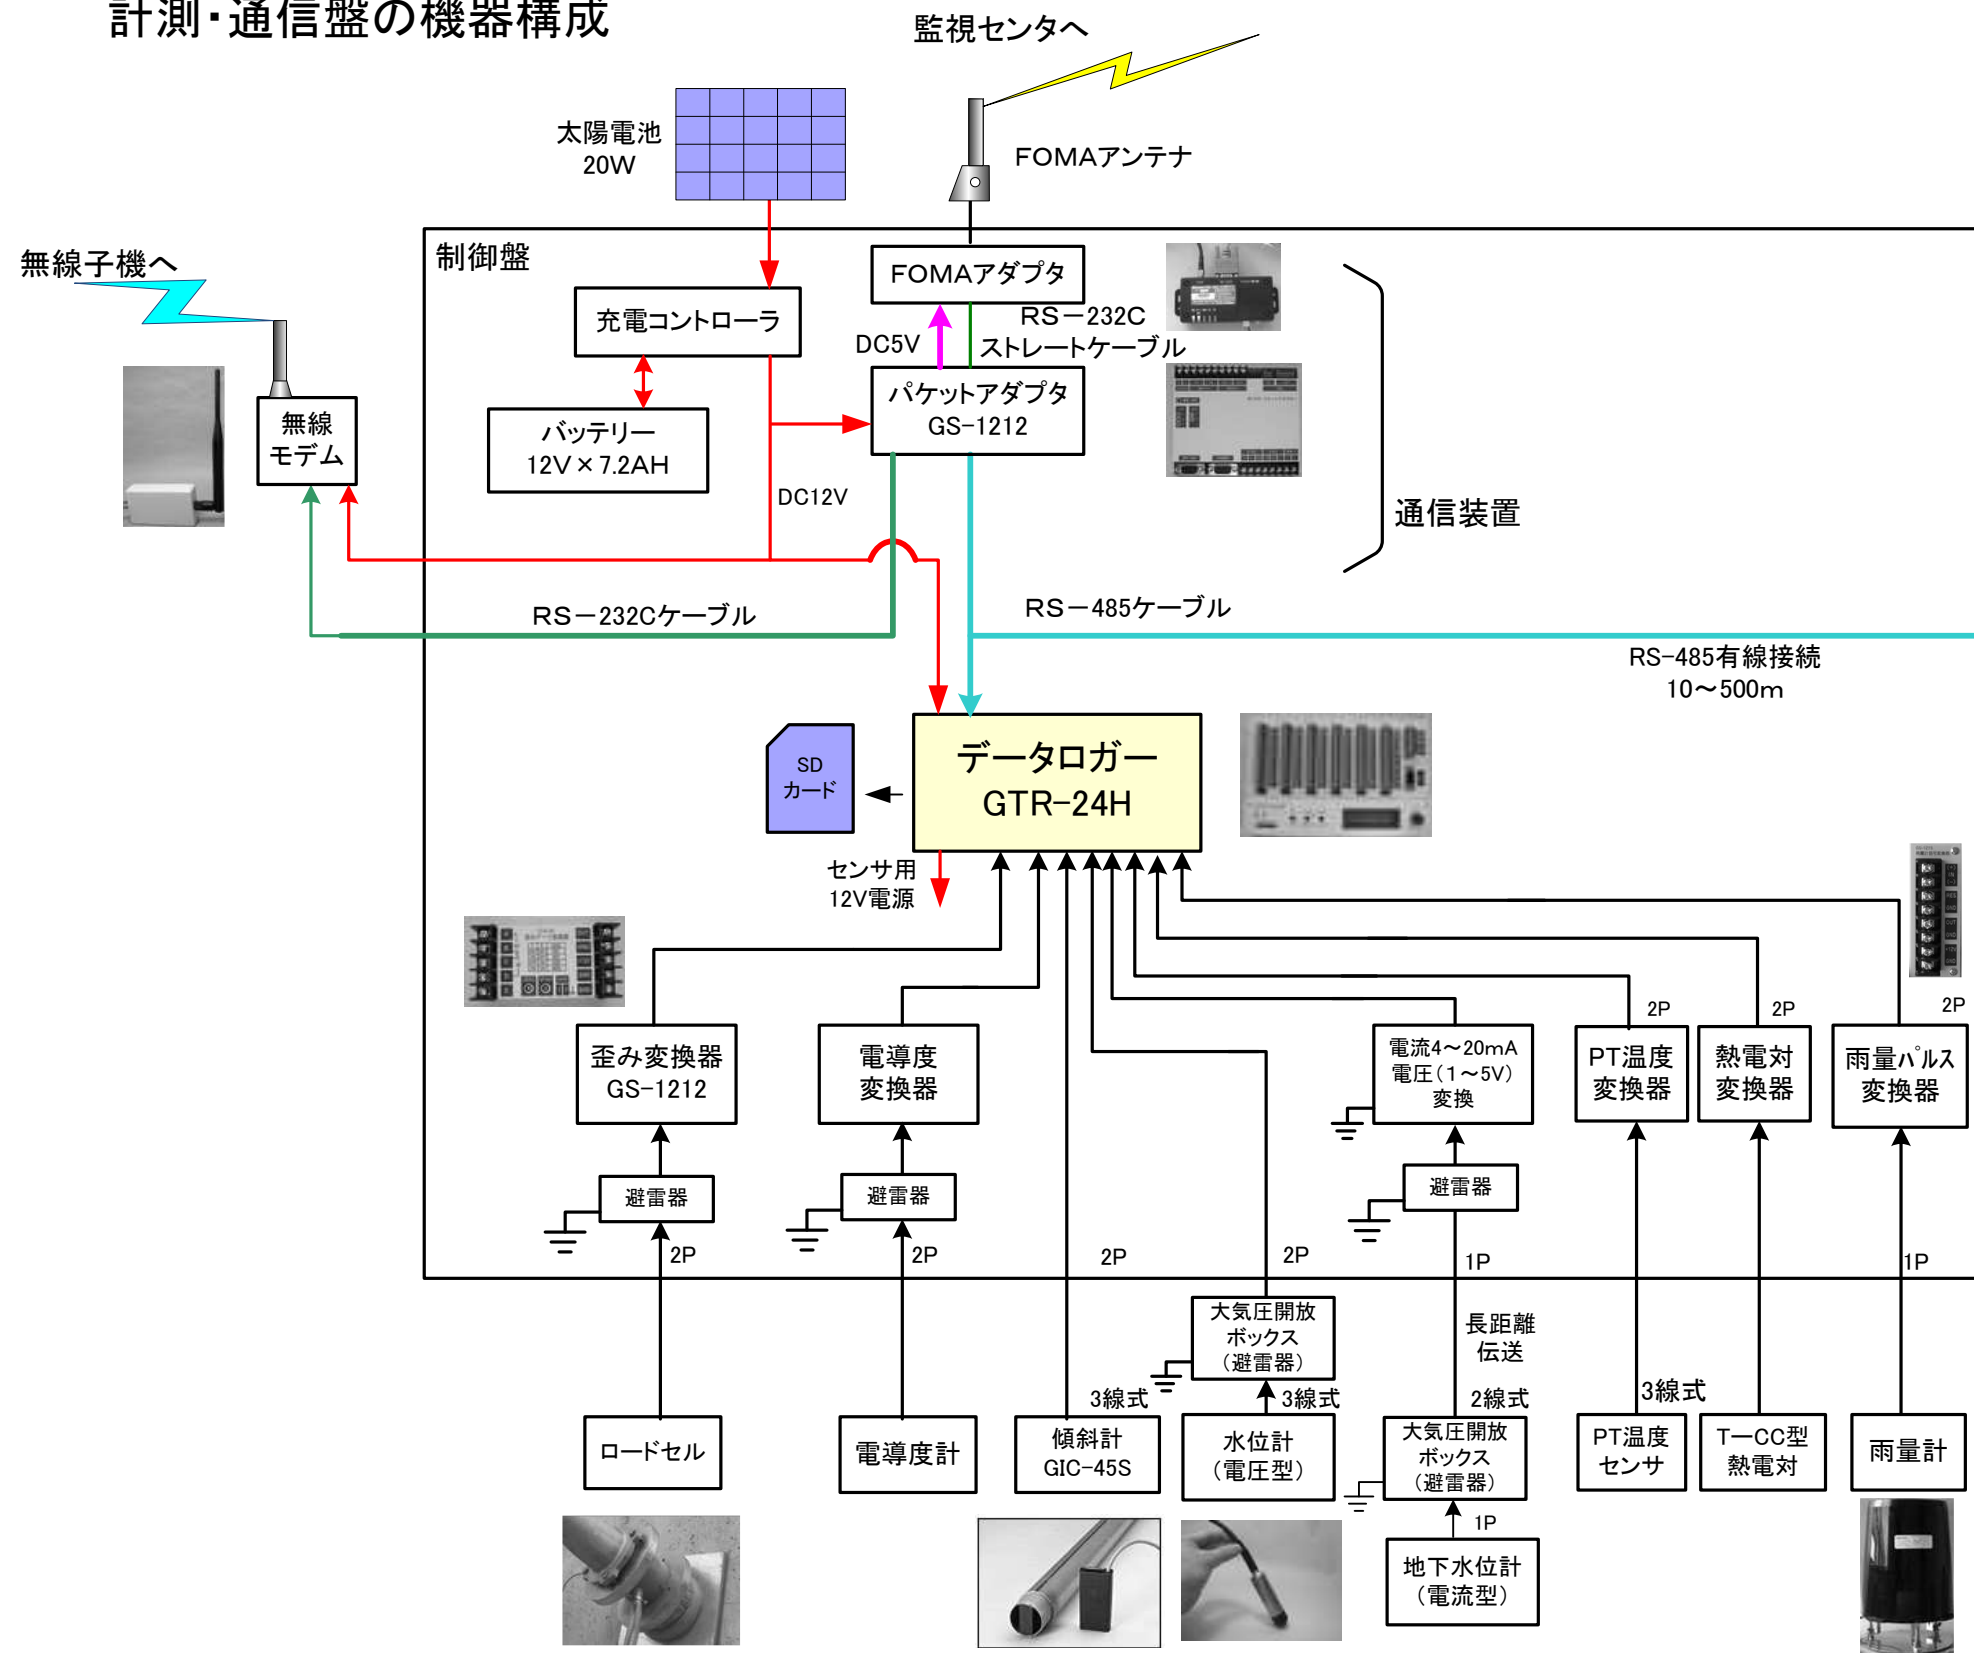 計測・通信盤の機器構成
監視センタへ
太陽電池
20W
FOMAアンテナ
無線子機へ
制御盤
FOMAアダプタ
充電コントローラ
RS－232C
ストレートケーブル
DC5V
パケットアダプタ
GS-1212
無線
モデム
バッテリー
12V×7.2AH
DC12V
通信装置
RS－232Cケーブル
RS－485ケーブル
RS-485有線接続
10～500m
SD
カード
データロガー
GTR-24H
センサ用
12V電源
歪み変換器
GS-1212
電導度
変換器
電流4～20mA
電圧（1～5V）
変換
2P
PT温度
変換器
2P
熱電対
変換器
2P
雨量パルス
変換器
避雷器
避雷器
避雷器
2P
2P
2P
2P
1P
1P
大気圧開放
ボックス
（避雷器）
長距離
伝送
3線式
3線式
2線式
3線式
ロードセル
電導度計
傾斜計
GIC-45S
水位計
（電圧型）
大気圧開放
ボックス
（避雷器）
PT温度
センサ
T－CC型
熱電対
雨量計
1P
地下水位計
（電流型）